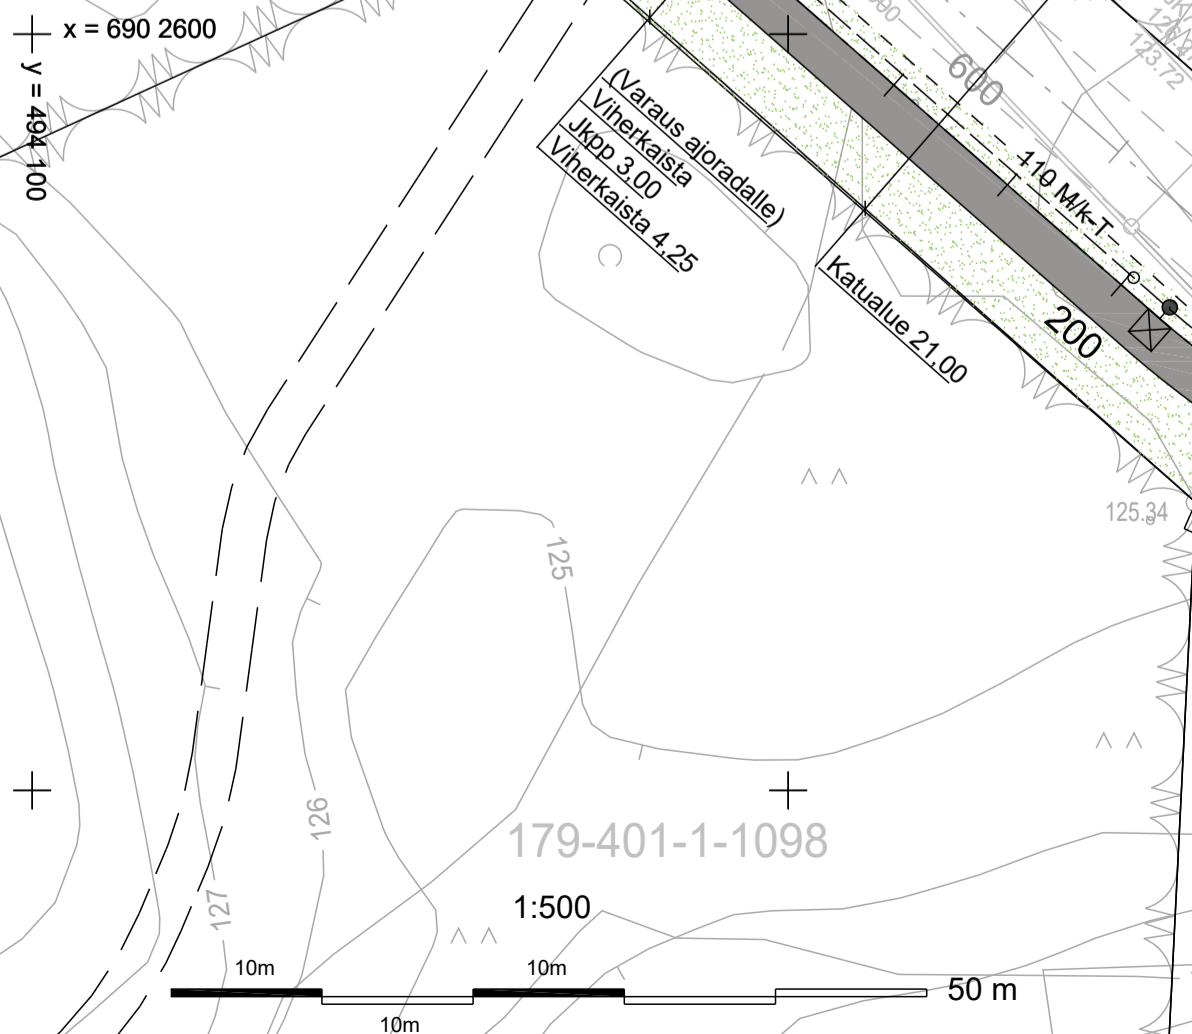 x = 690 2600
y = 494 100
(Varaus ajoradalle)
Viherkaista
Jkpp 3,00
Viherkaista 4,25
Katualue 21,00
600
110 M/k-T
123.72
200
125.34
125
126
127
179-401-1-1098
1:500
10m
10m
10m
50 m